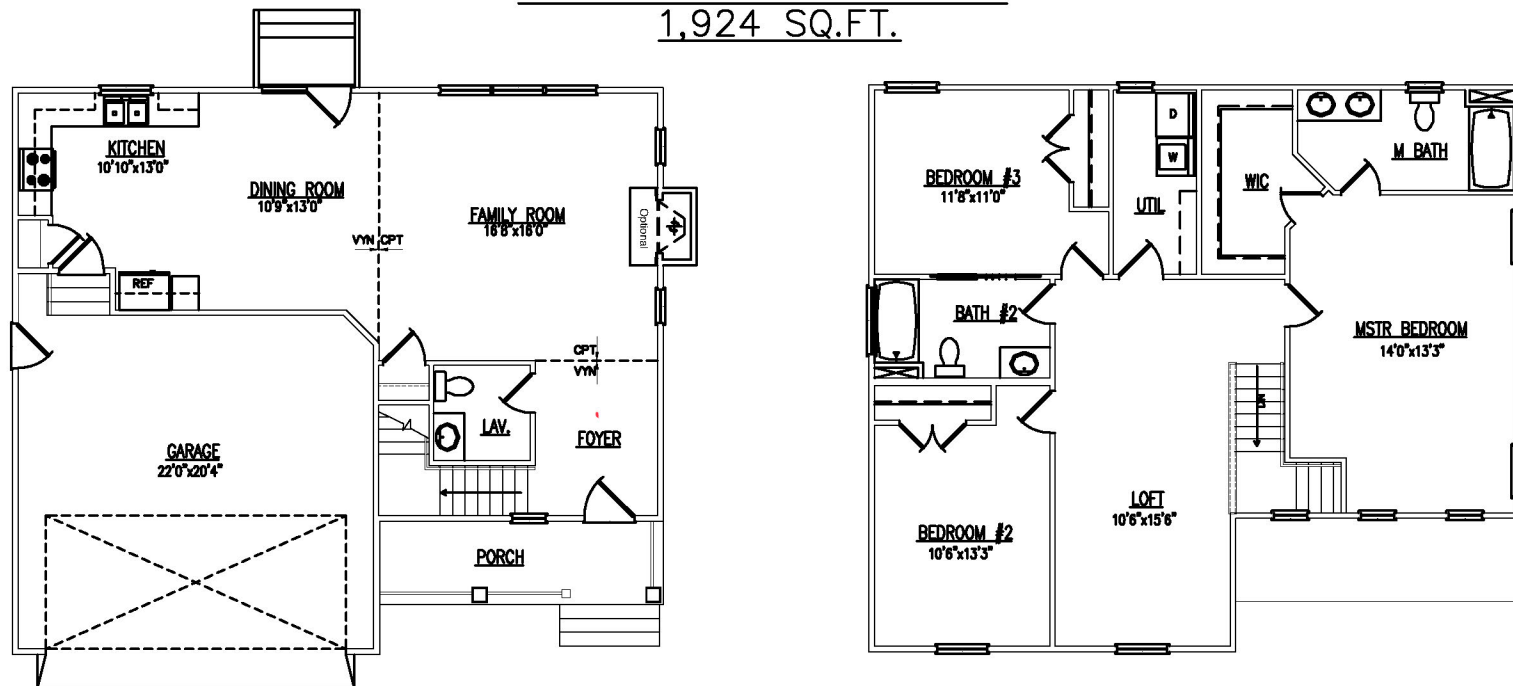 1,924 SQ.FT.
KITCHEN
10'10"x13'0"
DINING ROOM
10'9"x13'0"
FAMILY ROOM
16'8"x16'0"
Optional
VYN CPT
REF
CPT
VYN
LAV.
FOYER
GARAGE
22'0"x20'4"
PORCH
BEDROOM #3
11'8"x11'0"
D
W
UTIL
WIC
M BATH
BATH #2
MSTR BEDROOM
14'0"x13'3"
DN
LOFT
10'6"x15'6"
BEDROOM #2
10'6"x13'3"